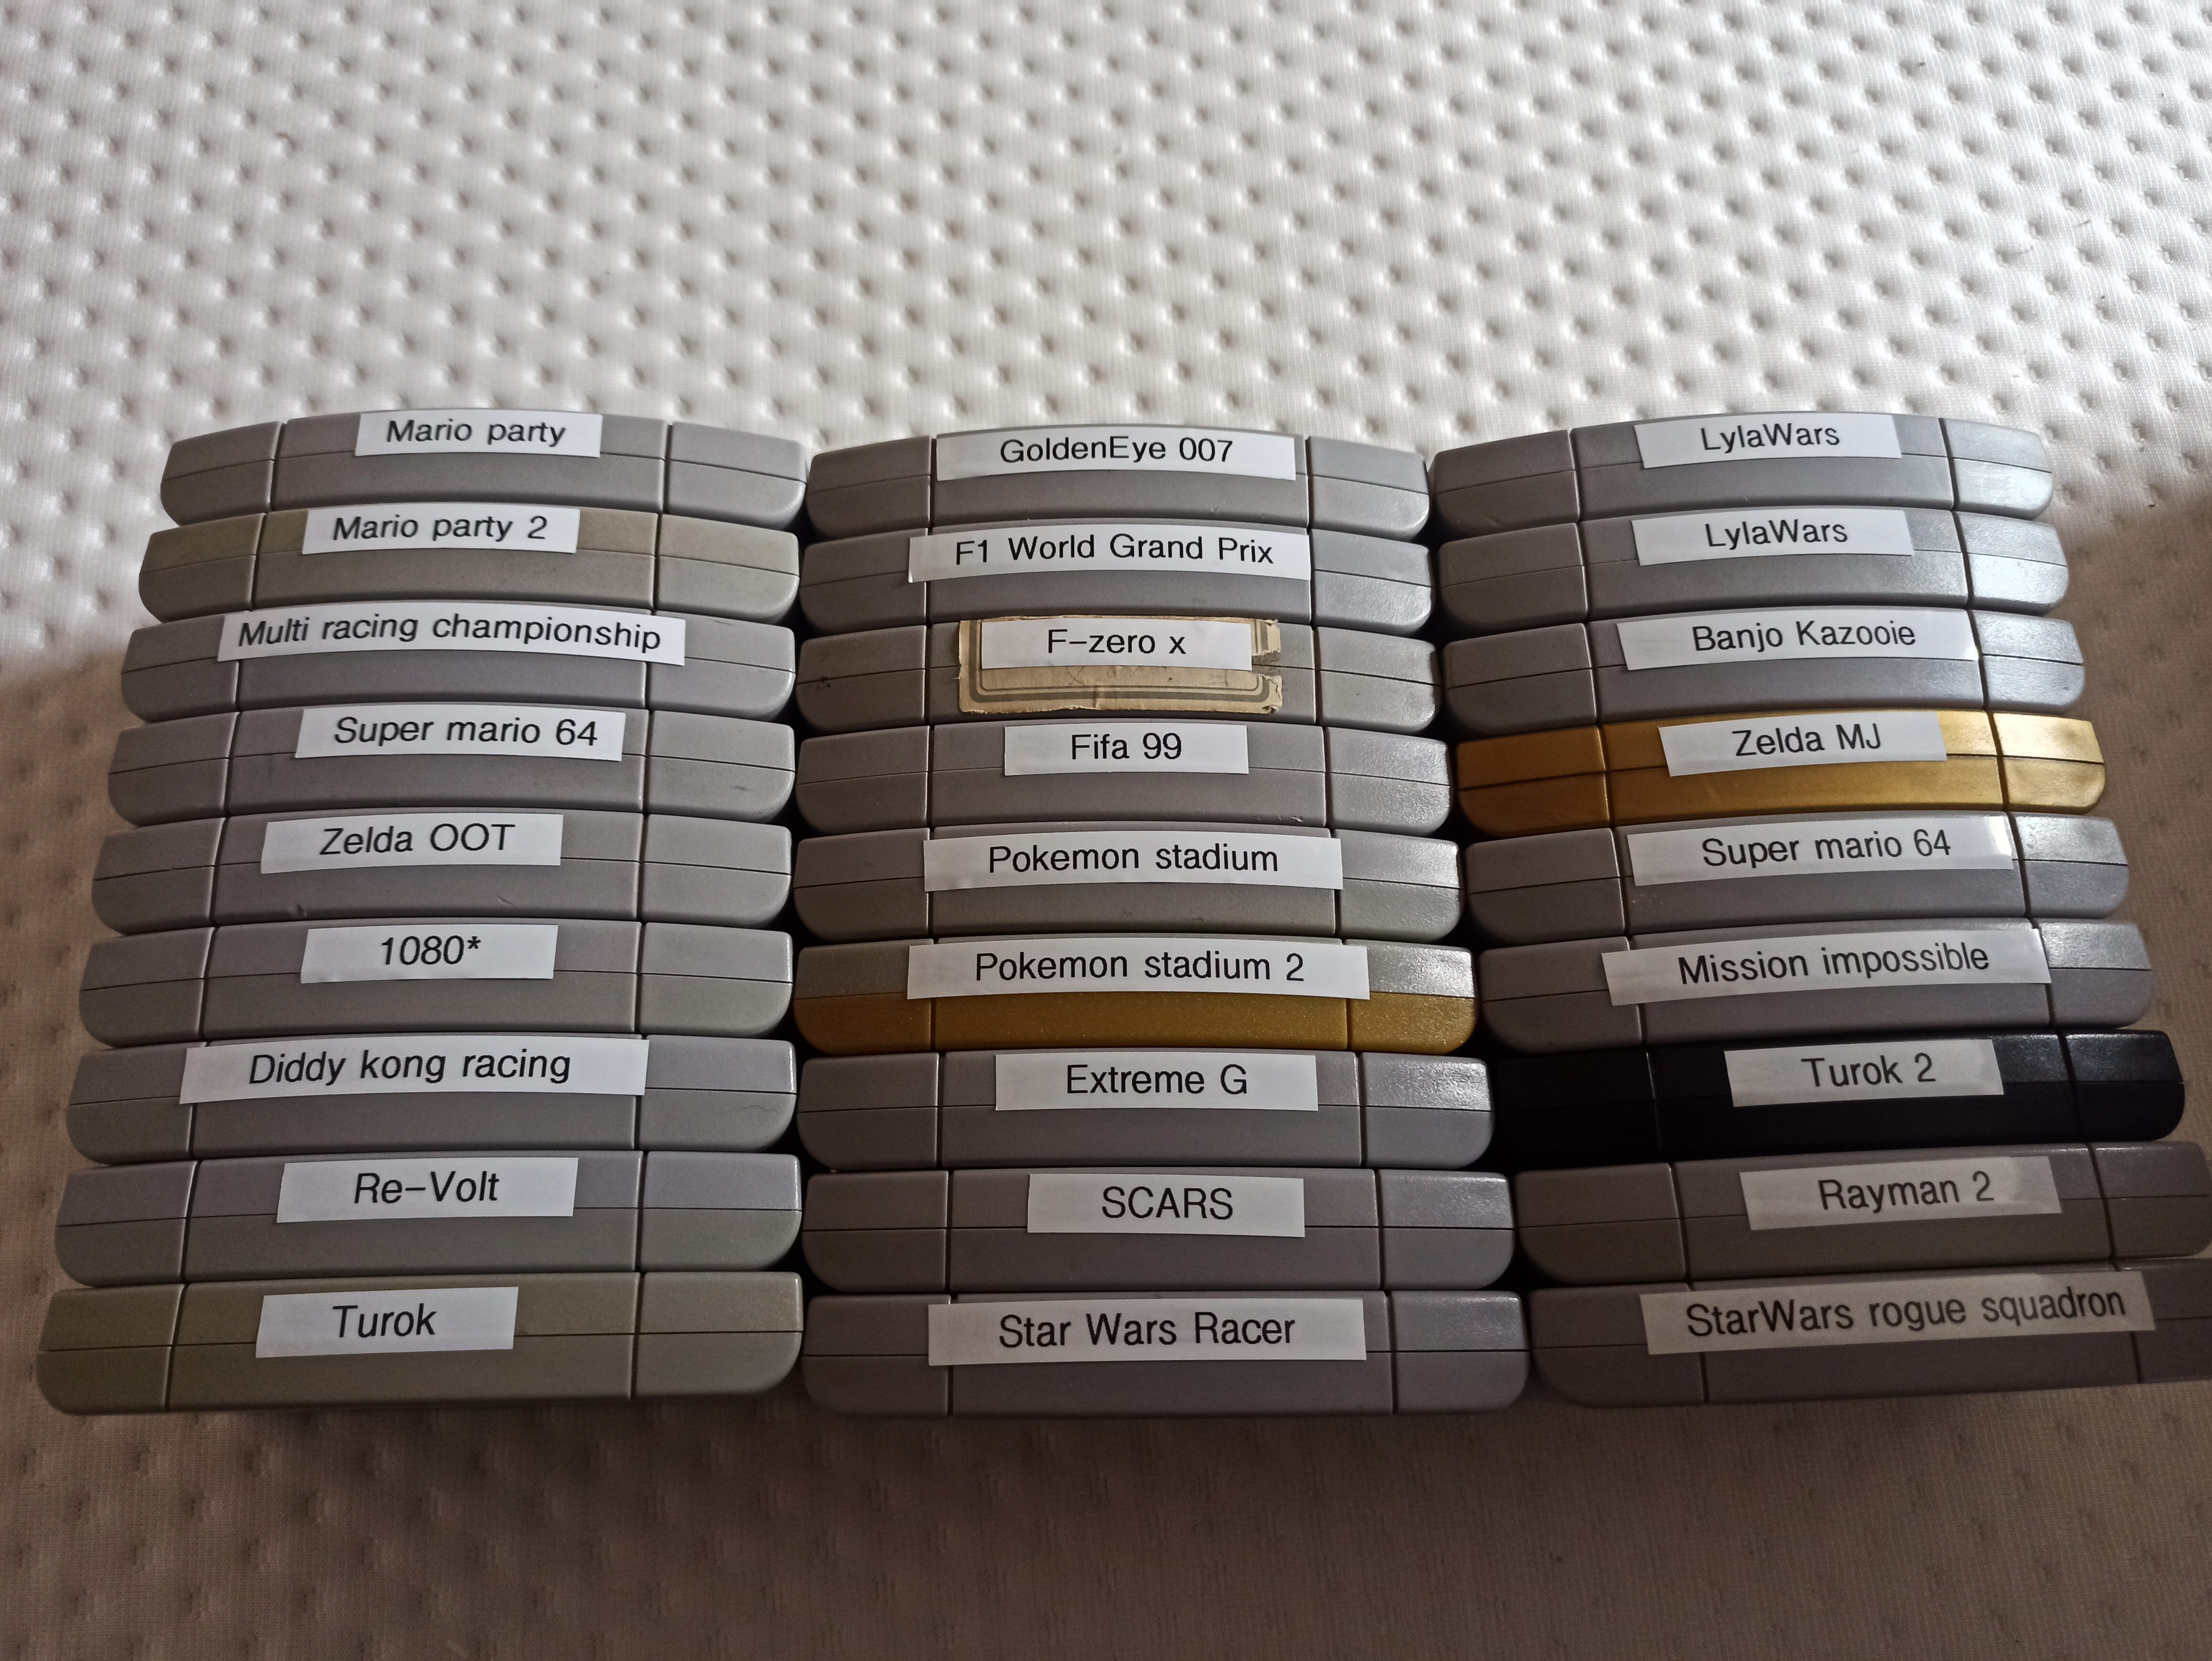 Mario party
Mario party 2
Multi racing championship
Super mario 64
Zelda OOT
1080*
Diddy kong racing
Re-Volt
Turok
GoldenEye 007
F1 World Grand Prix
F-zero x
Fifa 99
Pokemon stadium
Pokemon stadium 2
Extreme G
SCARS
Star Wars Racer
LylaWars
LylaWars
Banjo Kazooie
Zelda MJ
Super mario 64
Mission impossible
Turok 2
Rayman 2
StarWars rogue squadron